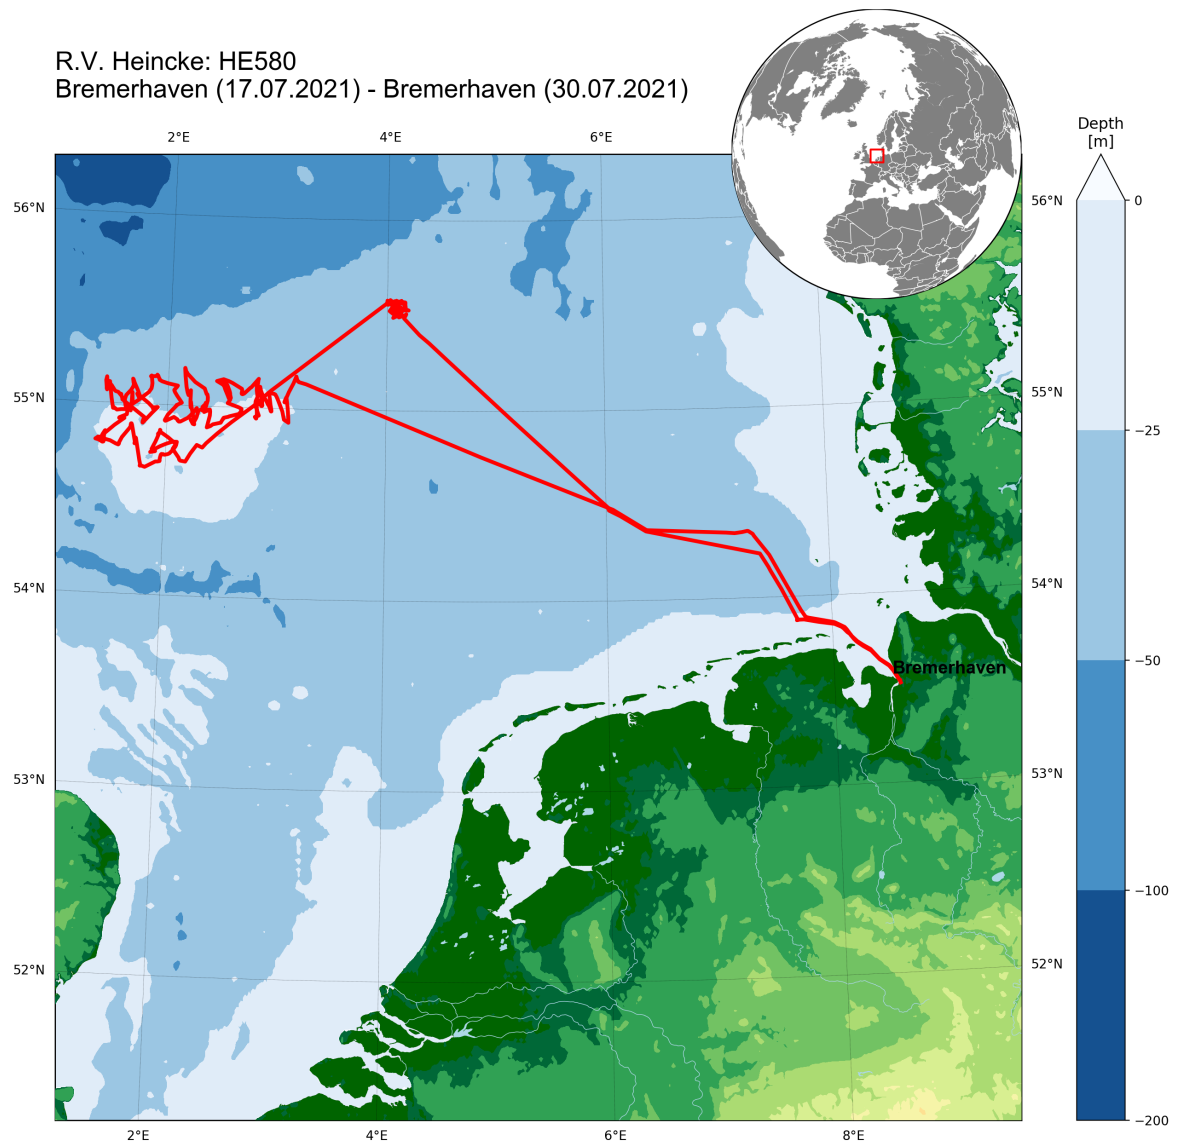 R.V. Heincke: HE580
Bremerhaven (17.07.2021) - Bremerhaven (30.07.2021)
Depth
[m]
2°E 4°E 6°E
56°N 56°N 0
55°N 55°N −25
54°N 54°N −50
Bremerhaven
53°N 53°N −100
52°N 52°N −200
2°E 4°E 6°E 8°E